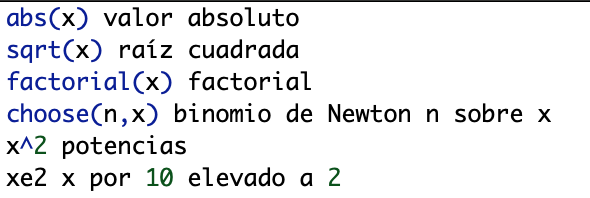 abs(x) valor absoluto
sqrt(x) raíz cuadrada
factorial(x) factorial
choose(n,x) binomio de Newton n sobre x
x^2 potencias
xe2 x por 10 elevado a 2